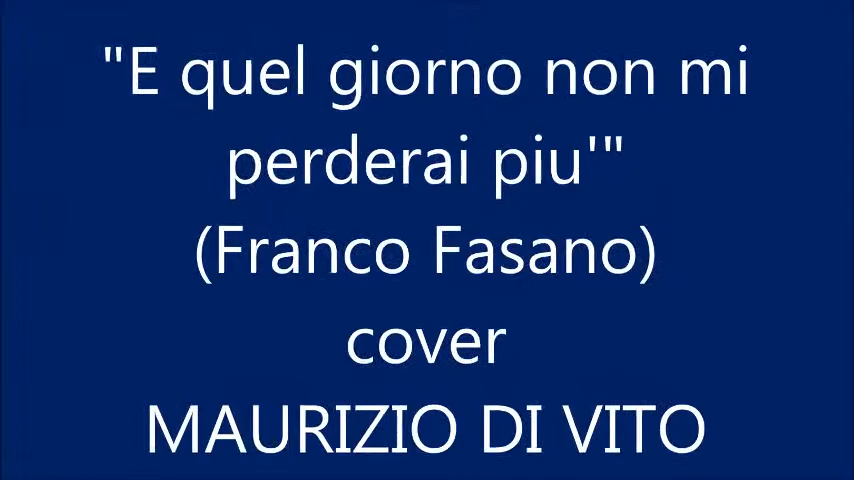 "E quel giorno non mi
perderai piu'"
(Franco Fasano)
cover
MAURIZIO DI VITO